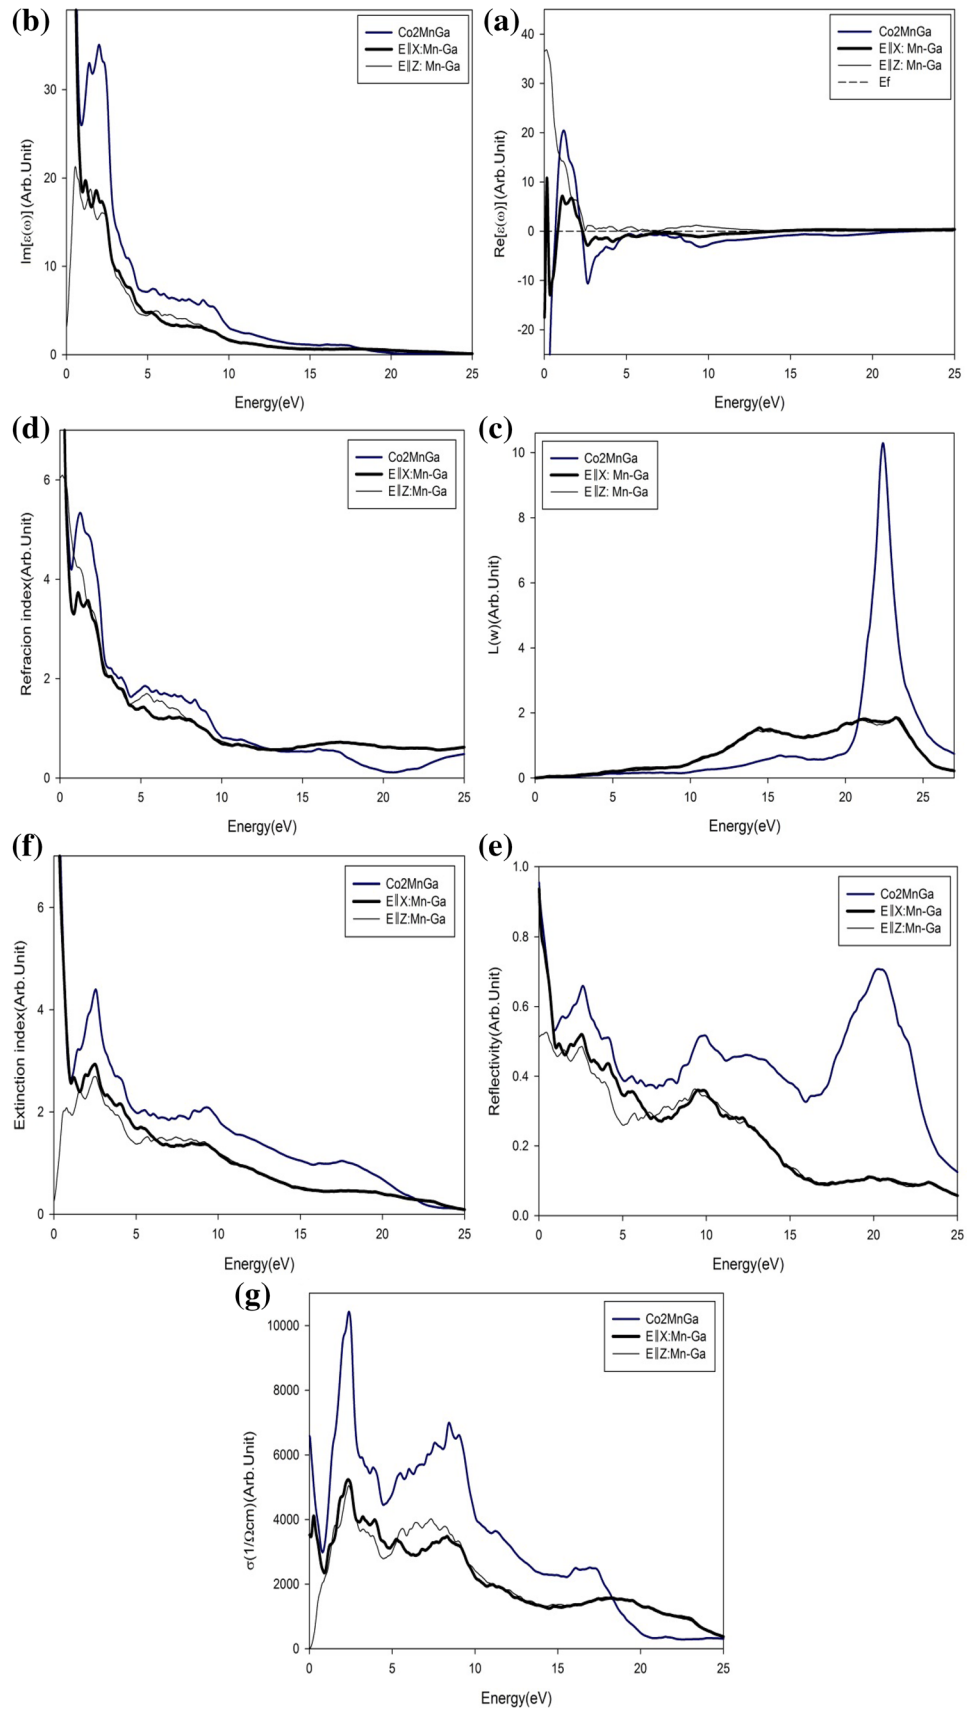 (b)
Im[ε(ω)](Arb.Unit)
30
20
10
0
0 5 10 15 20 25
Energy(eV)
Co2MnGa
E‖X:Mn-Ga
E‖Z: Mn-Ga
(a)
Re[ε(ω))](Arb.Unit)
40
30
20
10
0
-10
-20
0 5 10 15 20 25
Energy(eV)
Co2MnGa
E‖X: Mn-Ga
E‖Z: Mn-Ga
Ef
(d)
Refracion index(Arb.Unit)
6
4
2
0
0 5 10 15 20 25
Energy(eV)
Co2MnGa
E‖X:Mn-Ga
E‖Z:Mn-Ga
(c)
L(w)(Arb.Unit)
10
8
6
4
2
0
0 5 10 15 20 25
Energy(eV)
Co2MnGa
E‖X: Mn-Ga
E‖Z: Mn-Ga
(f)
Extinction index(Arb.Unit)
6
4
2
0
0 5 10 15 20 25
Energy(eV)
Co2MnGa
E‖X:Mn-Ga
E‖Z:Mn-Ga
(e)
Reflectivity(Arb.Unit)
1.0
0.8
0.6
0.4
0.2
0.0
0 5 10 15 20 25
Energy(eV)
Co2MnGa
E‖X:Mn-Ga
E‖Z:Mn-Ga
(g)
σ(1/Ωcm)(Arb.Unit)
10000
8000
6000
4000
2000
0
0 5 10 15 20 25
Energy(eV)
Co2MnGa
E‖X:Mn-Ga
E‖Z:Mn-Ga